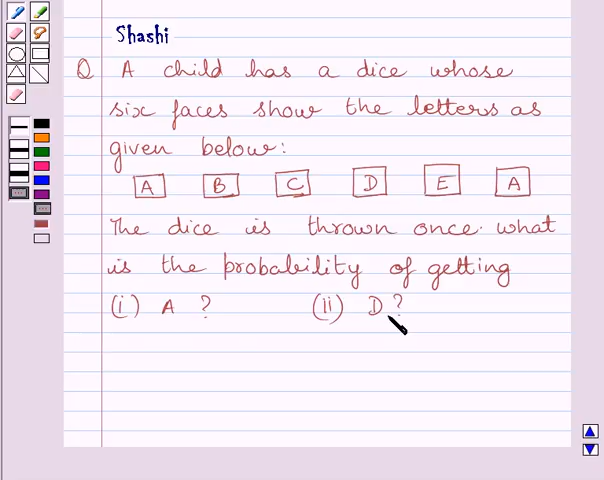 Shashi
Q A child has a dice whose
six faces show the letters as
given below:
A B C D E A
The dice is thrown once. what
is the probability of getting
(i) A ? (ii) D ?